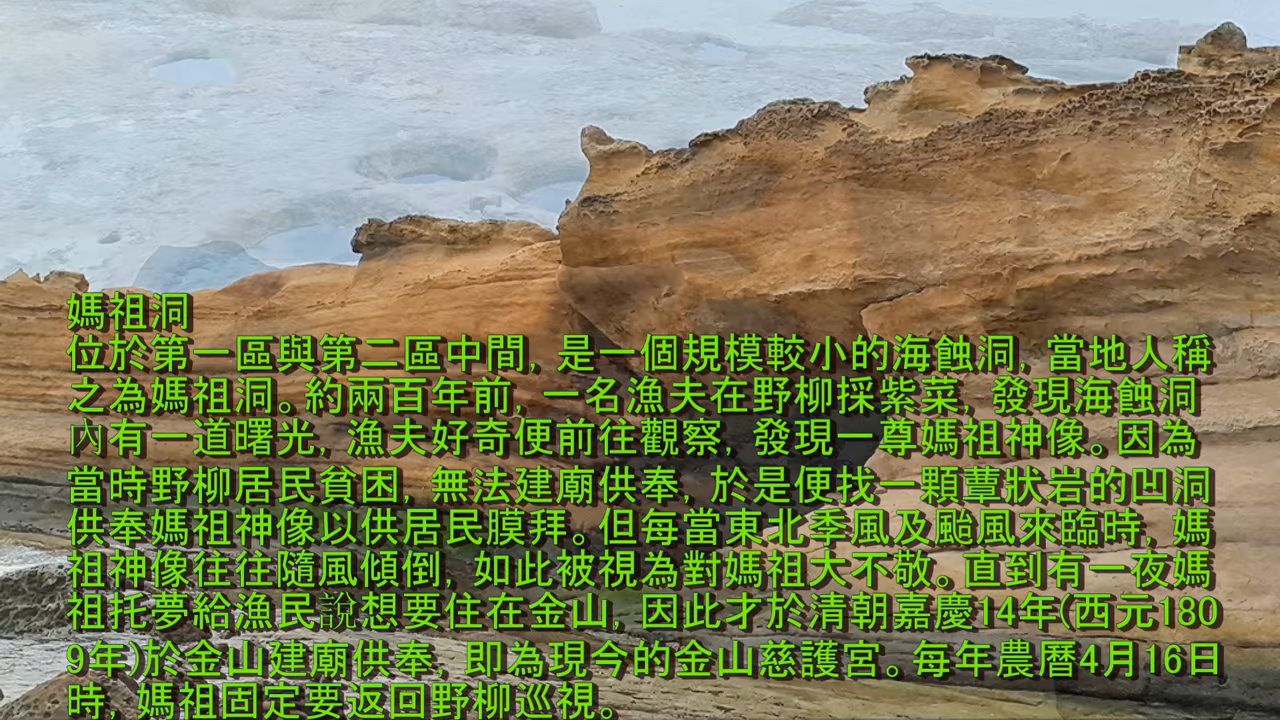 媽祖洞
位於第一區與第二區中間, 是一個規模較小的海蝕洞, 當地人稱
之為媽祖洞。約兩百年前, 一名漁夫在野柳採紫菜, 發現海蝕洞
內有一道曙光, 漁夫好奇便前往觀察, 發現一尊媽祖神像。因為
當時野柳居民貧困, 無法建廟供奉, 於是便找一顆蕈狀岩的凹洞
供奉媽祖神像以供居民膜拜。但每當東北季風及颱風來臨時, 媽
祖神像往往隨風傾倒, 如此被視為對媽祖大不敬。直到有一夜媽
祖托夢給漁民說想要住在金山, 因此才於清朝嘉慶14年(西元180
9年)於金山建廟供奉, 即為現今的金山慈護宮。每年農曆4月16日
時, 媽祖固定要返回野柳巡視。